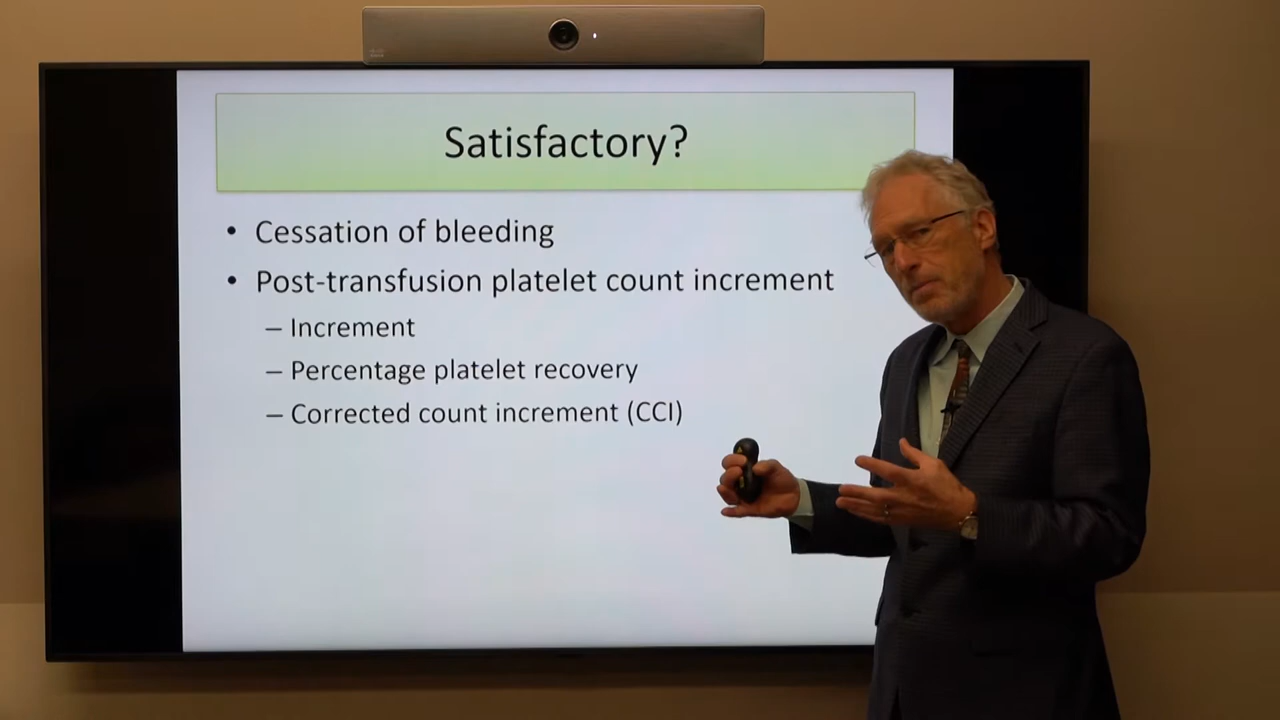 Satisfactory?
• Cessation of bleeding
• Post-transfusion platelet count increment
– Increment
– Percentage platelet recovery
– Corrected count increment (CCI)